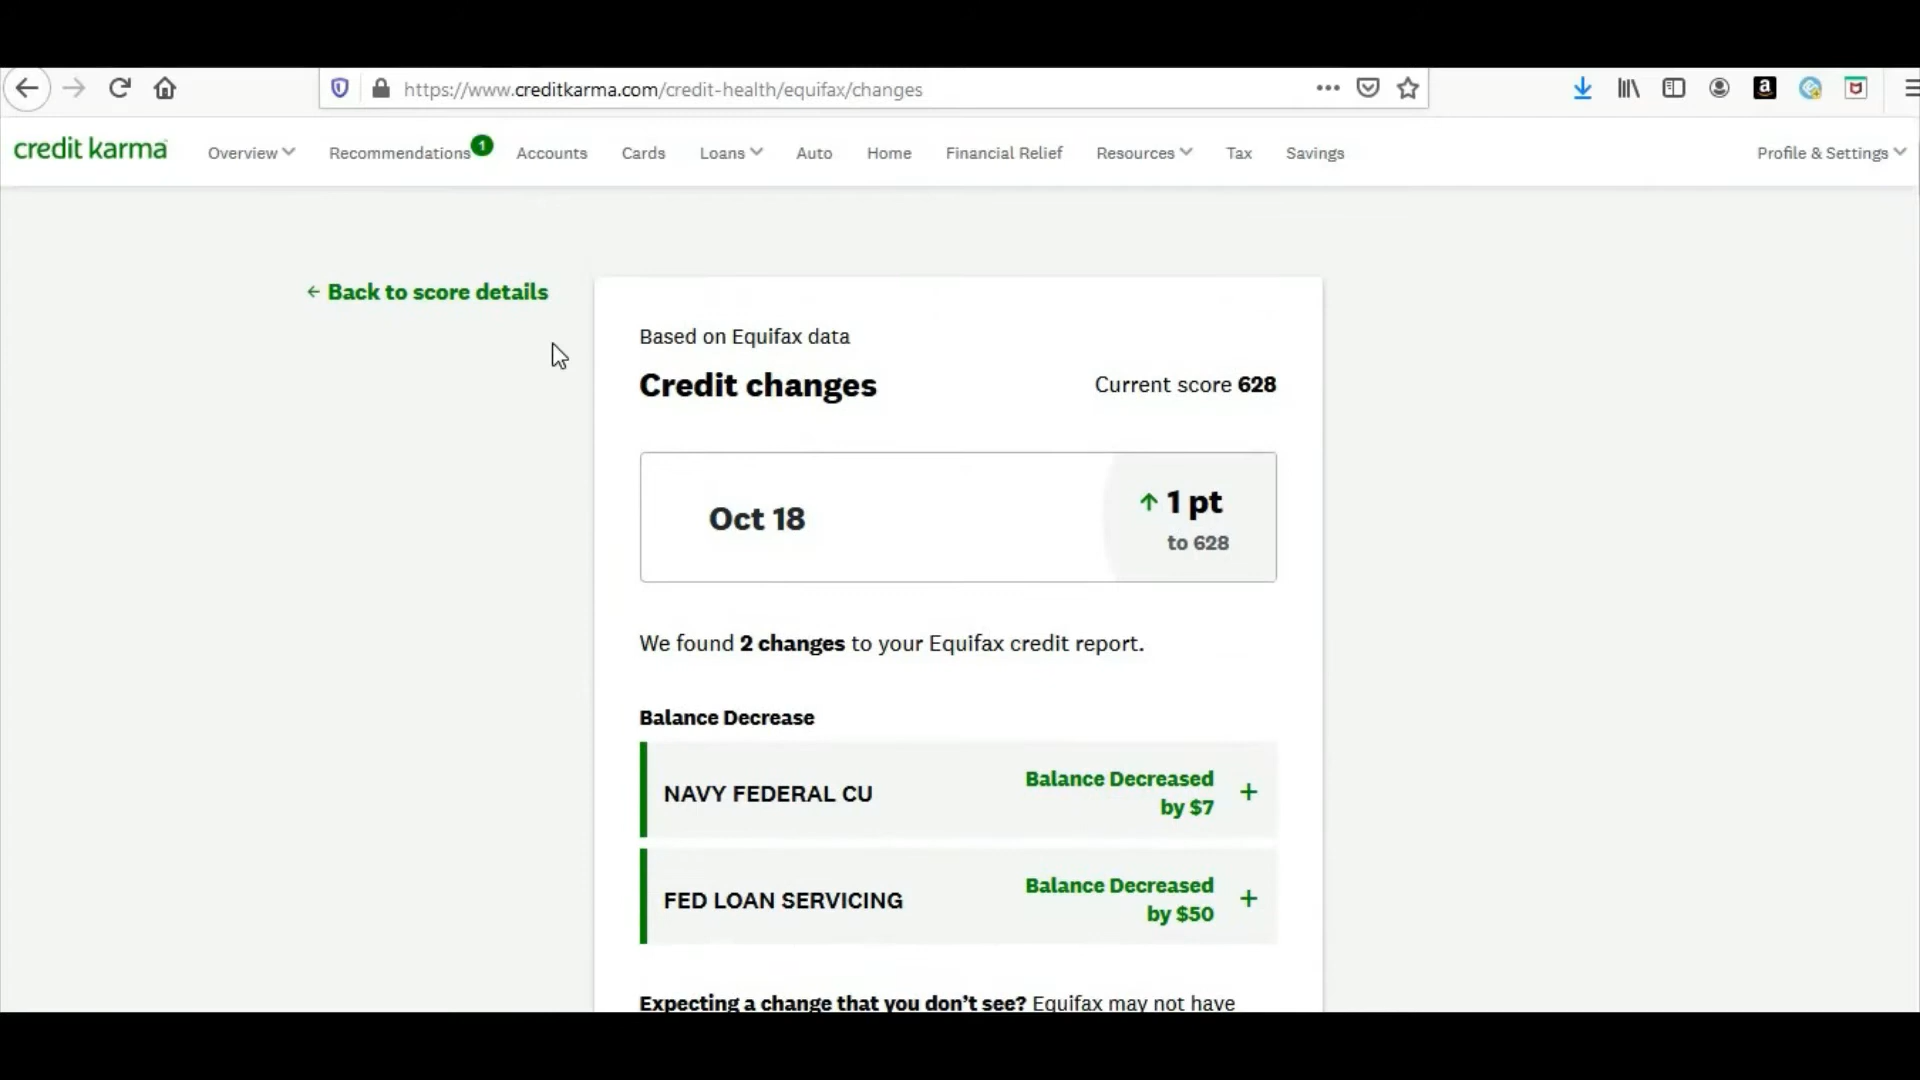 https://www.creditkarma.com/credit-health/equifax/changes
credit karma
Overview
Recommendations 1
Accounts
Cards
Loans
Auto
Home
Financial Relief
Resources
Tax
Savings
Profile & Settings
← Back to score details
Based on Equifax data
Credit changes
Current score 628
Oct 18
↑ 1 pt
to 628
We found 2 changes to your Equifax credit report.
Balance Decrease
NAVY FEDERAL CU
Balance Decreased
by $7
+
FED LOAN SERVICING
Balance Decreased
by $50
+
Expecting a change that you don’t see? Equifax may not have